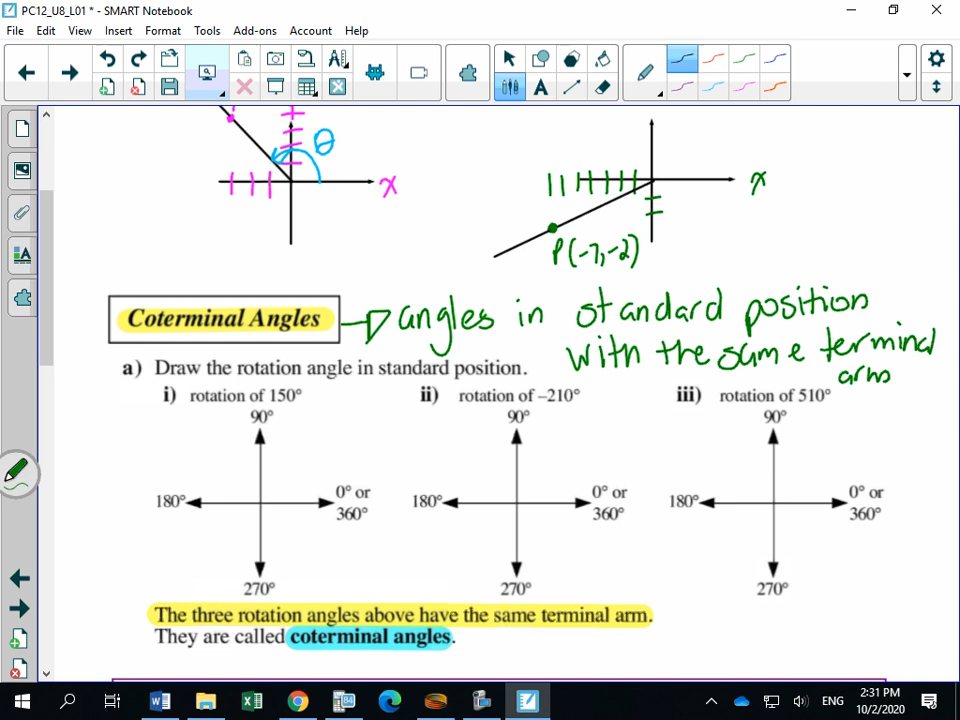 PC12_U8_L01 * - SMART Notebook
File Edit View Insert Format Tools Add-ons Account Help
θ
x
x
P(-7,-2)
Coterminal Angles → angles in standard position
with the same terminal
arms
a) Draw the rotation angle in standard position.
i) rotation of 150° ii) rotation of –210° iii) rotation of 510°
90° 90° 90°
180° 0° or 360° 180° 0° or 360° 180° 0° or 360°
270° 270° 270°
The three rotation angles above have the same terminal arm.
They are called coterminal angles.
ENG 2:31 PM
10/2/2020